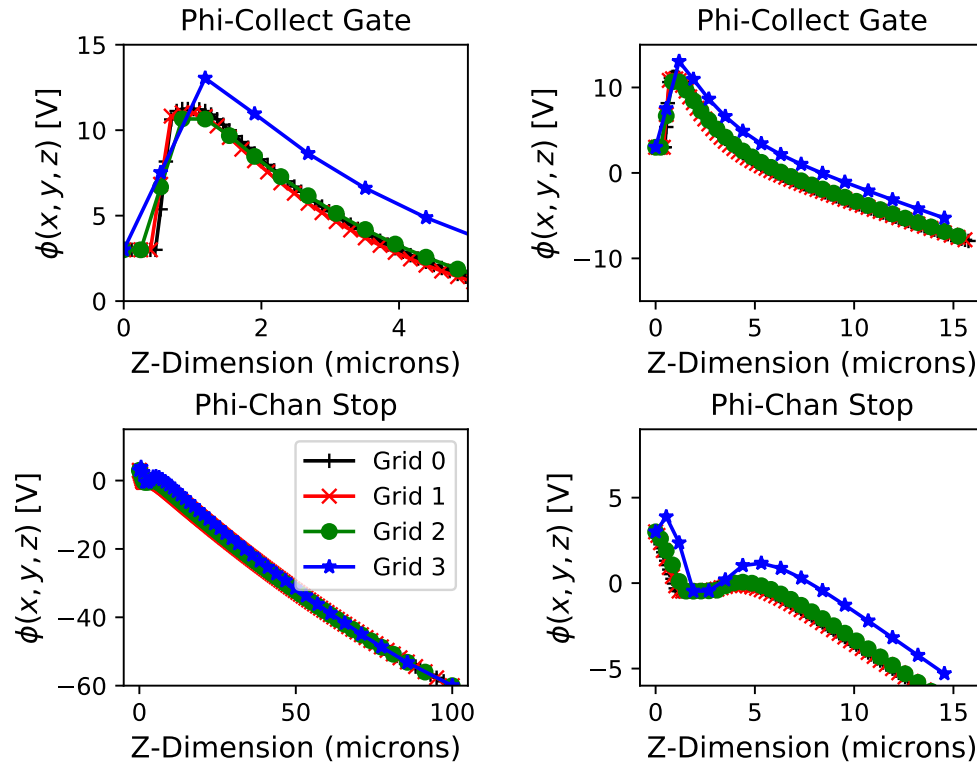 Phi-Collect Gate
15
10
5
0
0
2
4
ϕ(x, y, z) [V]
Z-Dimension (microns)
Phi-Collect Gate
10
0
−10
0
5
10
15
ϕ(x, y, z) [V]
Z-Dimension (microns)
Phi-Chan Stop
0
−20
−40
−60
0
50
100
ϕ(x, y, z) [V]
Z-Dimension (microns)
Grid 0
Grid 1
Grid 2
Grid 3
Phi-Chan Stop
5
0
−5
0
5
10
15
ϕ(x, y, z) [V]
Z-Dimension (microns)